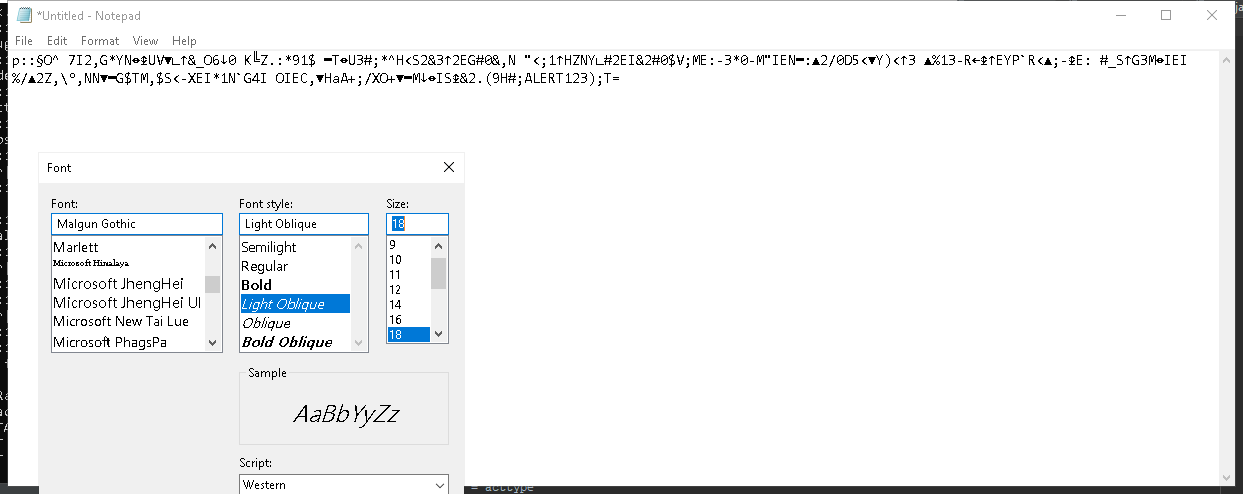 *Untitled - Notepad
File Edit Format View Help
p::§O^ 7I2,G*YN⬌⇭UV▼∟↑&_O6↓0 K╚Z.:*91$ ━T⬌U3#;*^H<S2&3↑2EG#0&,N "<;1↑HZNY∟#2EI&2#0$V;ME:-3*0-M"IEN━:▲2/0D5<▼Y)<↑3 ▲%13-R←⇭↑EYP`R<▲;-⇭E: #_S↑G3M⬌IEI
%/▲2Z,\°,NN▼━G$TM,$S<-XEI*1N`G4I OIEC,▼HaA+;/XO+▼━M↓⬌IS⇭&2.(9H#;ALERT123);T=
Font
Font: Font style: Size:
Malgun Gothic Light Oblique 18
Marlett Semilight 9
Microsoft Himalaya Regular 10
Microsoft JhengHei Bold 11
Microsoft JhengHei UI Light Oblique 12
Microsoft New Tai Lue Oblique 14
Microsoft PhagsPa Bold Oblique 16
18
Sample
AaBbYyZz
Script:
Western
= acctype